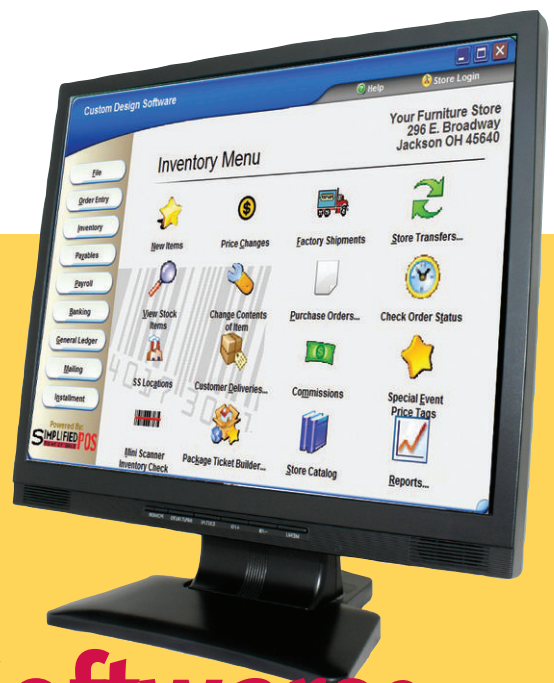 Custom Design Software
Help
Store Login
Your Furniture Store
296 E. Broadway
Jackson OH 45640
Inventory Menu
File
Order Entry
Inventory
Payables
Payroll
Banking
General Ledger
Mailing
Installment
Powered By:
SIMPLIFIED POS
New Items
Price Changes
Factory Shipments
Store Transfers...
View Stock
Items
Change Contents
of Item
Purchase Orders...
Check Order Status
SS Locations
Customer Deliveries...
Commissions
Special Event
Price Tags
Mini Scanner
Inventory Check
Package Ticket Builder...
Store Catalog
Reports...